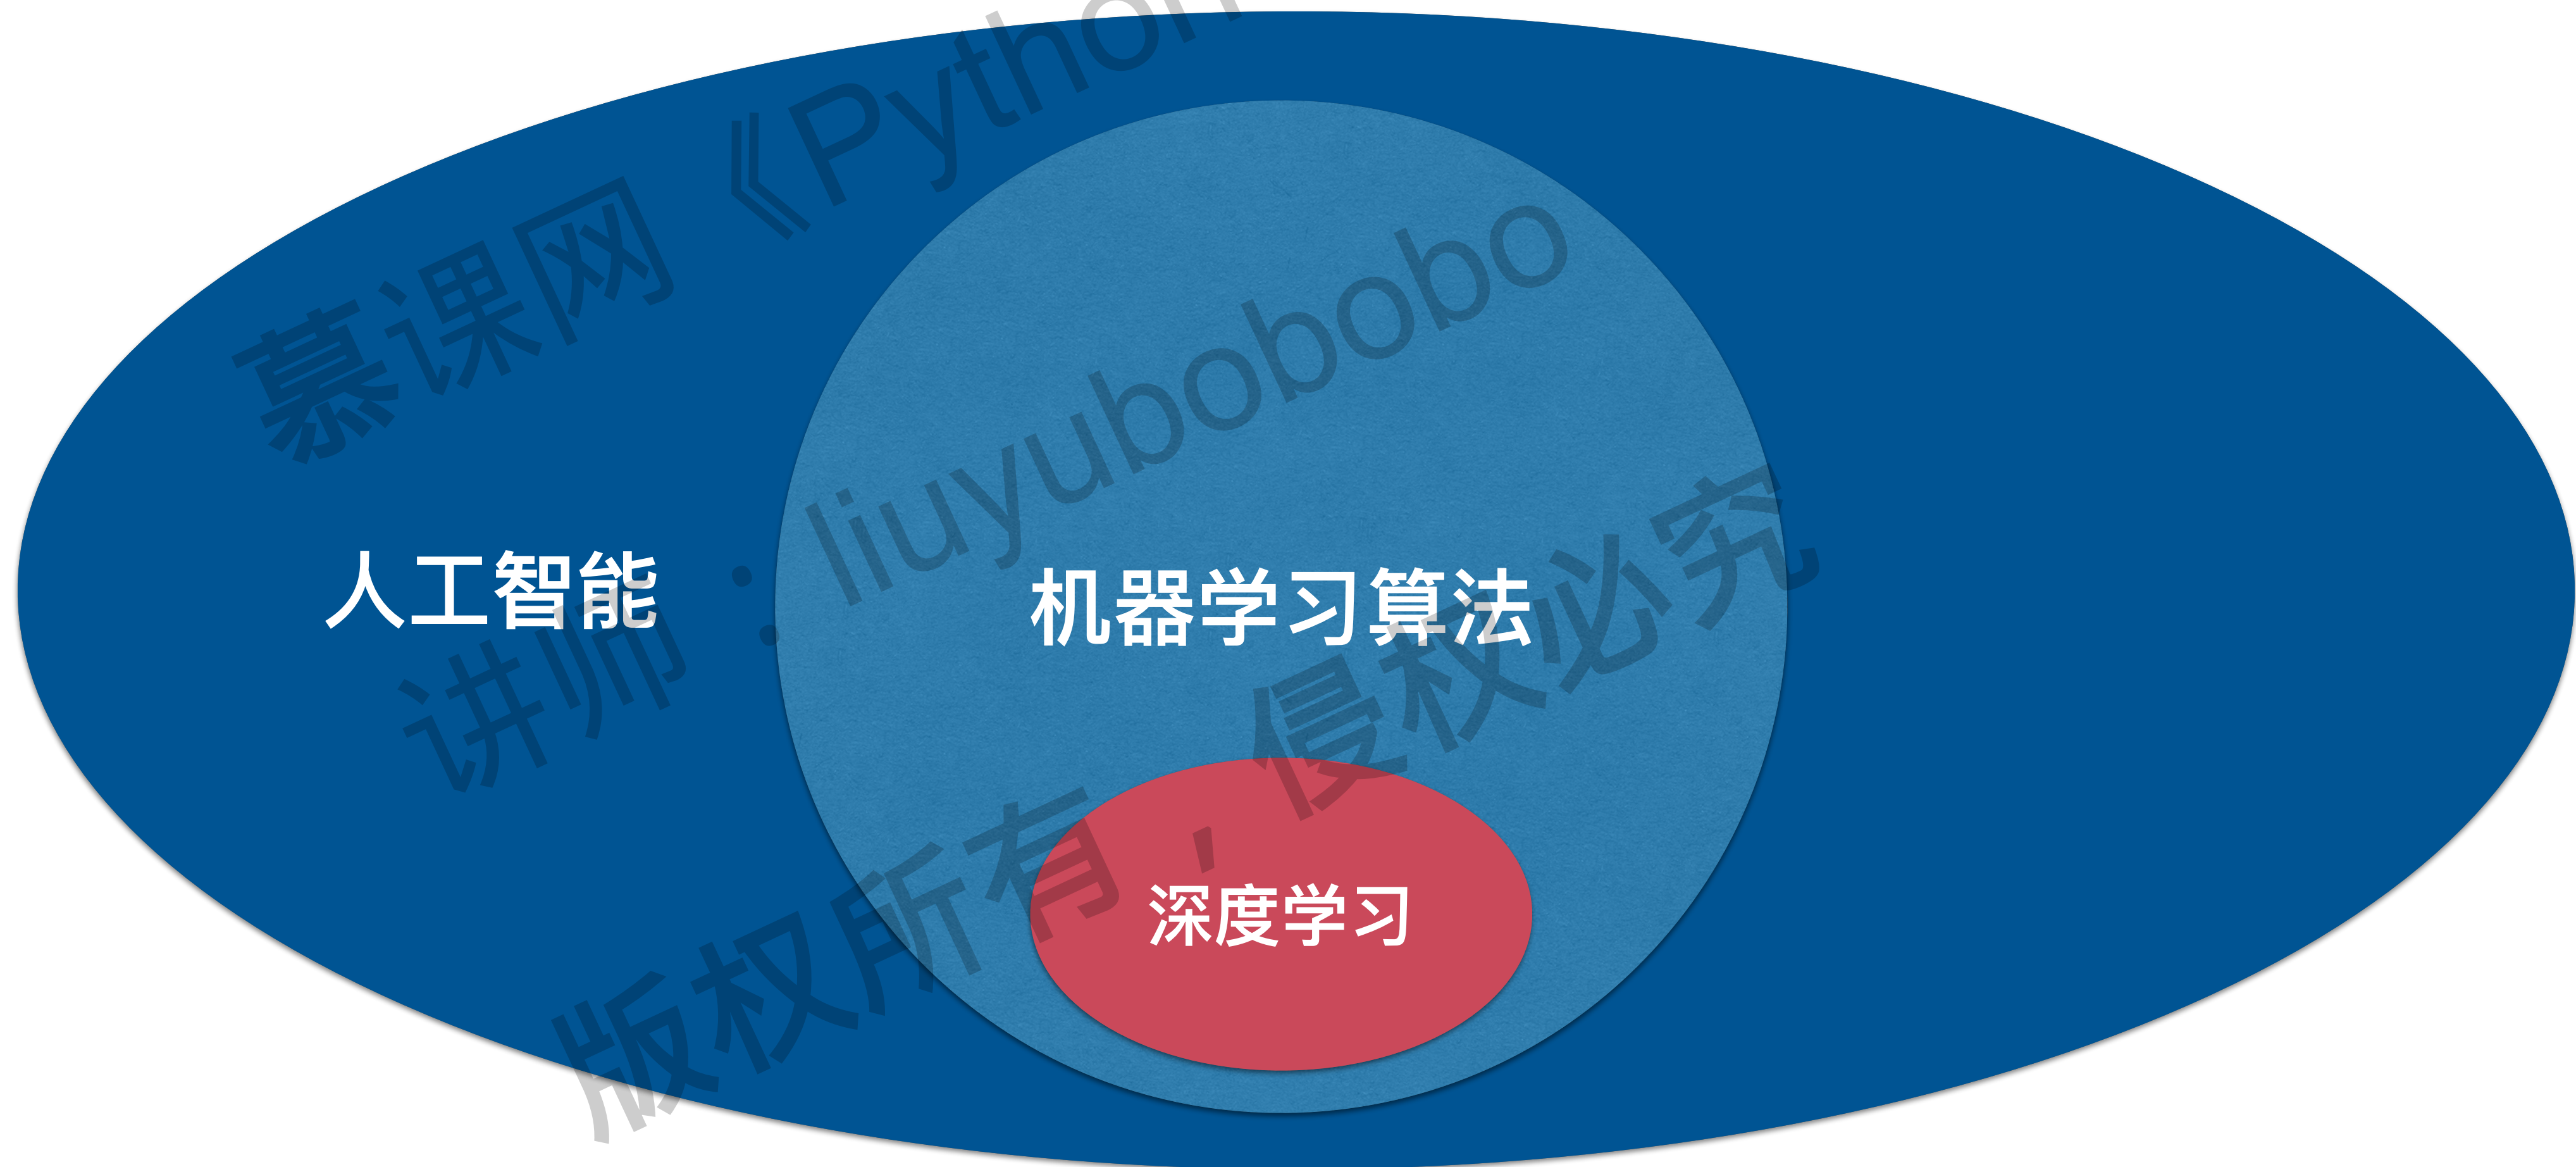 慕课网《Python
讲师：liuyubobobo
版权所有，侵权必究
人工智能
机器学习算法
深度学习